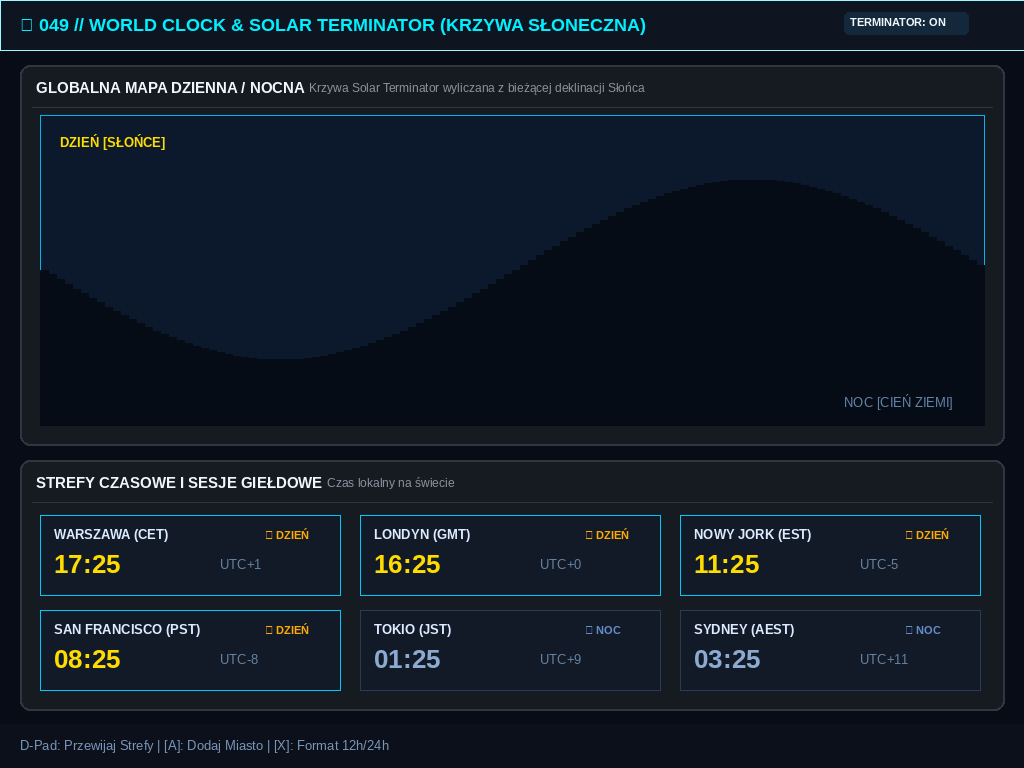 049 // WORLD CLOCK & SOLAR TERMINATOR (KRZYWA SŁONECZNA)
TERMINATOR: ON
GLOBALNA MAPA DZIENNA / NOCNA Krzywa Solar Terminator wyliczana z bieżącej deklinacji Słońca
DZIEŃ [SŁOŃCE]
NOC [CIEŃ ZIEMI]
STREFY CZASOWE I SESJE GIEŁDOWE Czas lokalny na świecie
WARSZAWA (CET) DZIEŃ
17:25 UTC+1
LONDYN (GMT) DZIEŃ
16:25 UTC+0
NOWY JORK (EST) DZIEŃ
11:25 UTC-5
SAN FRANCISCO (PST) DZIEŃ
08:25 UTC-8
TOKIO (JST) NOC
01:25 UTC+9
SYDNEY (AEST) NOC
03:25 UTC+11
D-Pad: Przewijaj Strefy | [A]: Dodaj Miasto | [X]: Format 12h/24h